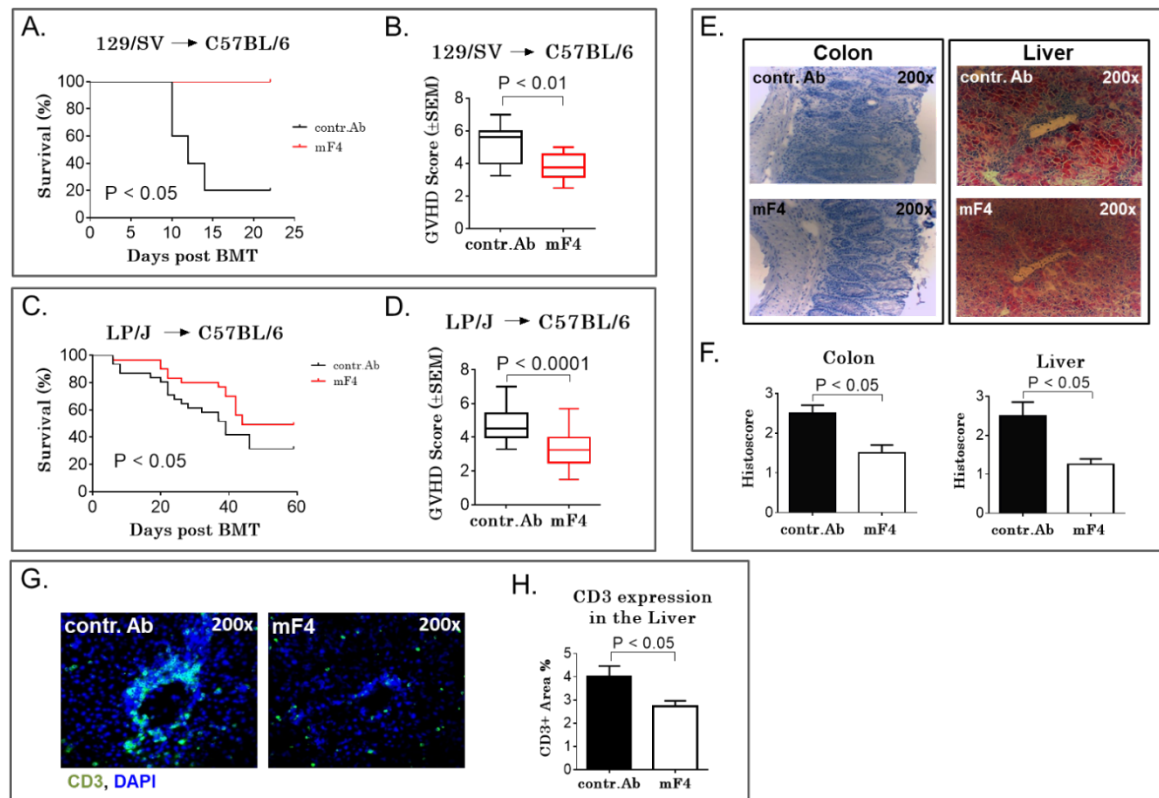 A.
129/SV → C57BL/6
Survival (%)
100
80
60
40
20
0
P < 0.05
contr.Ab
mF4
0 5 10 15 20 25
Days post BMT
B.
129/SV → C57BL/6
GVHD Score (±SEM)
8
6
4
2
0
P < 0.01
contr.Ab mF4
C.
LP/J → C57BL/6
Survival (%)
100
80
60
40
20
0
P < 0.05
contr.Ab
mF4
0 20 40 60
Days post BMT
D.
LP/J → C57BL/6
GVHD Score (±SEM)
8
6
4
2
0
P < 0.0001
contr.Ab mF4
E.
Colon Liver
contr. Ab 200x contr. Ab 200x
mF4 200x mF4 200x
F.
Colon
Histoscore
3
2
1
0
P < 0.05
contr.Ab mF4
Liver
Histoscore
3
2
1
0
P < 0.05
contr.Ab mF4
G.
contr. Ab 200x mF4 200x
CD3, DAPI
H.
CD3 expression
in the Liver
CD3+ Area %
5
4
3
2
1
0
P < 0.05
contr.Ab mF4